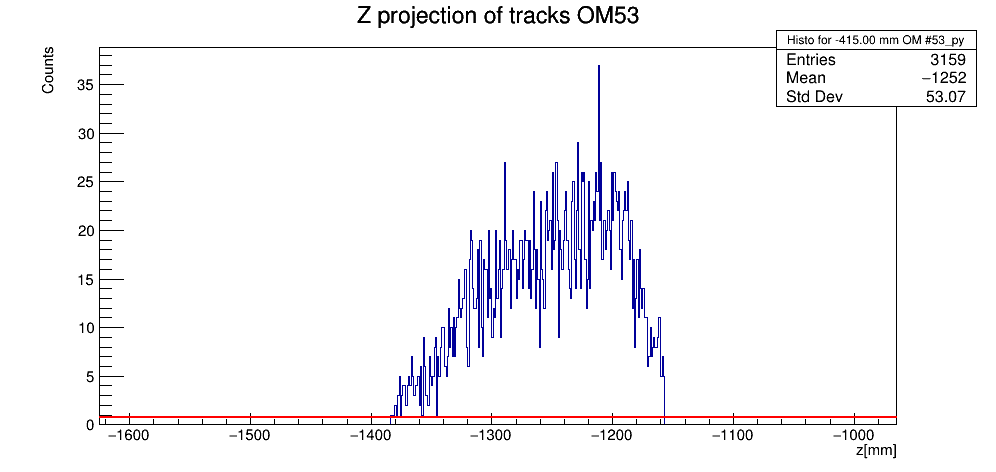 Z projection of tracks OM53
Histo for -415.00 mm OM #53_py
Entries 3159
Mean −1252
Std Dev 53.07
Counts
35
30
25
20
15
10
5
0
−1600 −1500 −1400 −1300 −1200 −1100 −1000
z[mm]